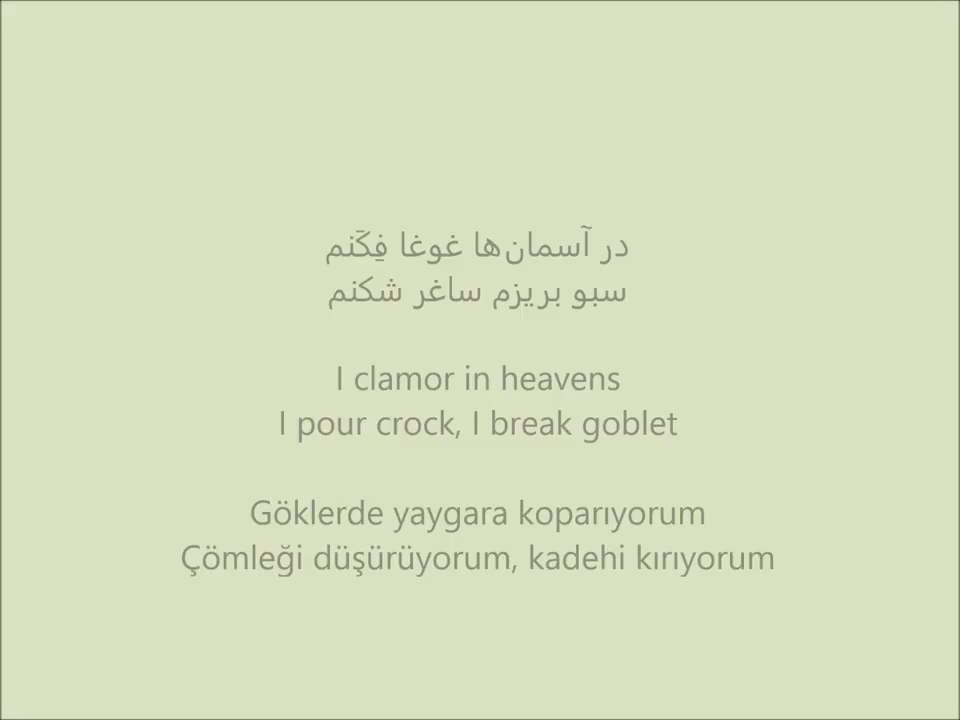 در آسمان‌ها غوغا فِکَنم
سبو بریزم ساغر شکنم
I clamor in heavens
I pour crock, I break goblet
Göklerde yaygara koparıyorum
Çömleği düşürüyorum, kadehi kırıyorum